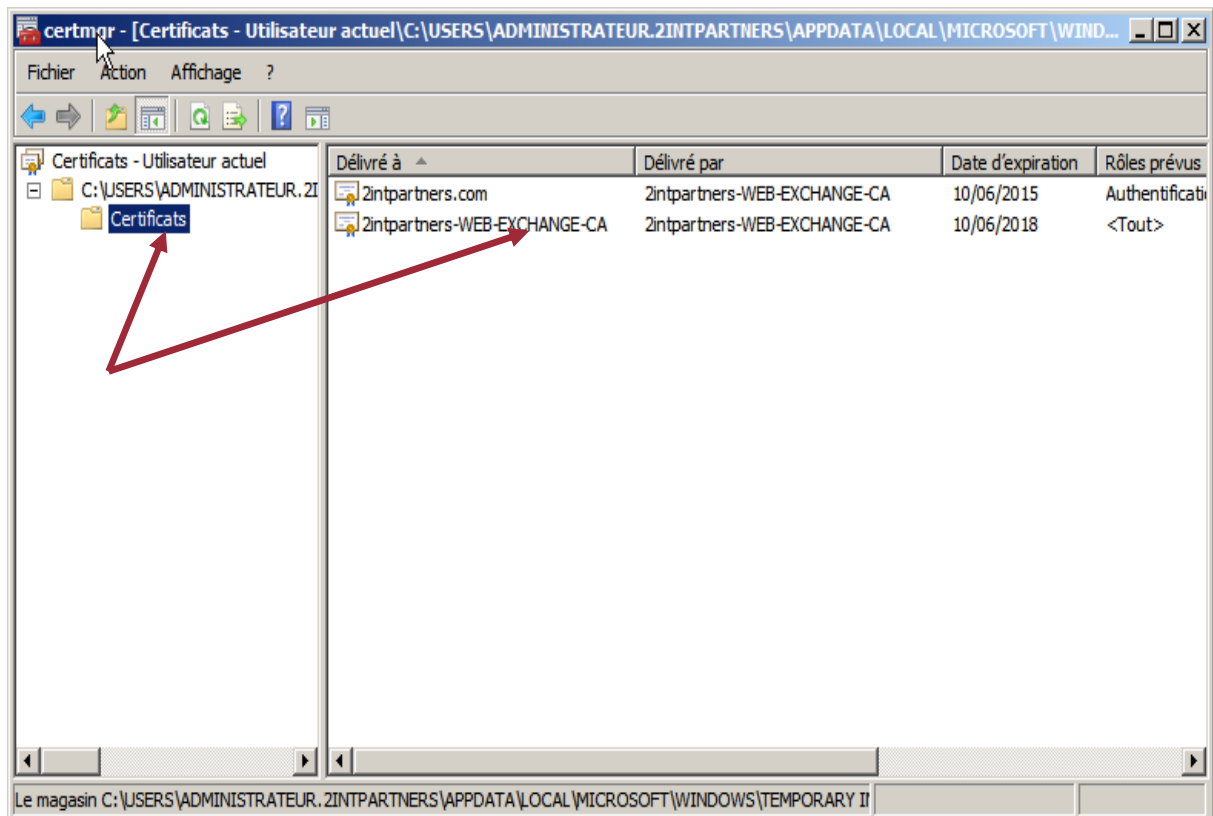 certmgr - [Certificats - Utilisateur actuel\C:\USERS\ADMINISTRATEUR.2INTPARTNERS\APPDATA\LOCAL\MICROSOFT\WIND...
Fichier Action Affichage ?
Certificats - Utilisateur actuel
C:\USERS\ADMINISTRATEUR.2I
Certificats
Délivré à Délivré par Date d'expiration Rôles prévus
2intpartners.com 2intpartners-WEB-EXCHANGE-CA 10/06/2015 Authentificati
2intpartners-WEB-EXCHANGE-CA 2intpartners-WEB-EXCHANGE-CA 10/06/2018 <Tout>
Le magasin C:\USERS\ADMINISTRATEUR.2INTPARTNERS\APPDATA\LOCAL\MICROSOFT\WINDOWS\TEMPORARY I